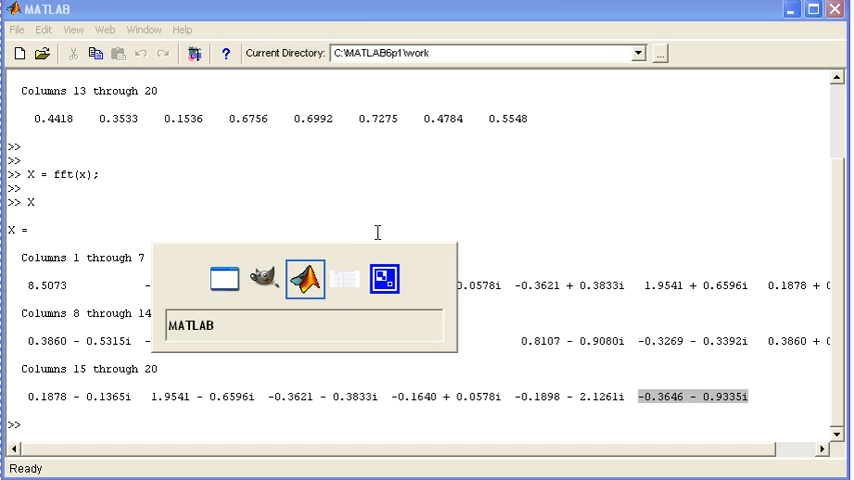 MATLAB
File Edit View Web Window Help
? Current Directory: C:\MATLAB6p1\work ...
Columns 13 through 20
0.4418 0.3533 0.1536 0.6756 0.6992 0.7275 0.4784 0.5548
>>
>>
>> X = fft(x);
>>
>> X
X =
Columns 1 through 7
8.5073 - 0.0578i -0.3621 + 0.3833i 1.9541 + 0.6596i 0.1878 + 0
Columns 8 through 14
0.3860 - 0.5315i - 0.8107 - 0.9080i -0.3269 - 0.3392i 0.3860 + 0
MATLAB
Columns 15 through 20
0.1878 - 0.1365i 1.9541 - 0.6596i -0.3621 - 0.3833i -0.1640 + 0.0578i -0.1898 - 2.1261i -0.3646 - 0.9335i
>>
Ready